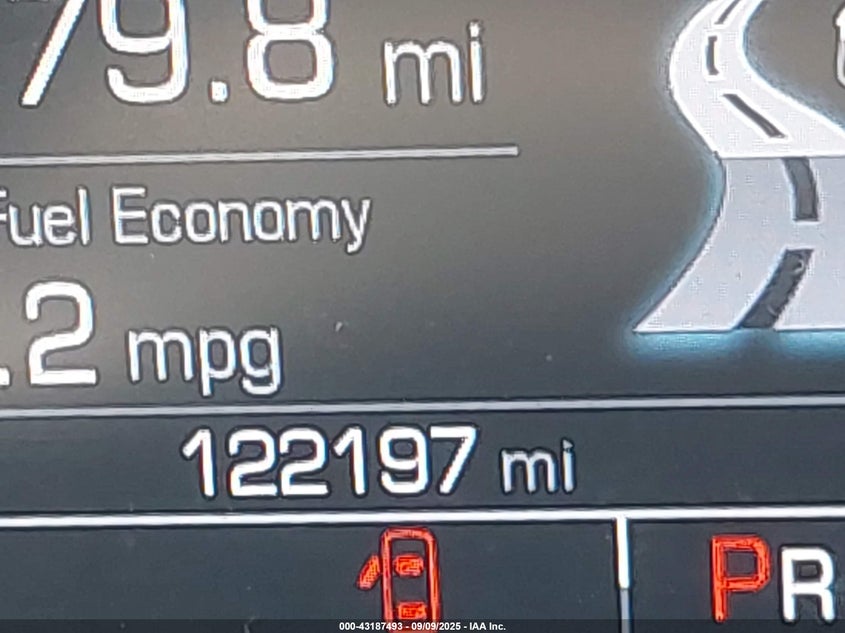 79.8 mi
Fuel Economy
.2 mpg
122197 mi
PR
000-43187493 - 09/09/2025 - IAA Inc.